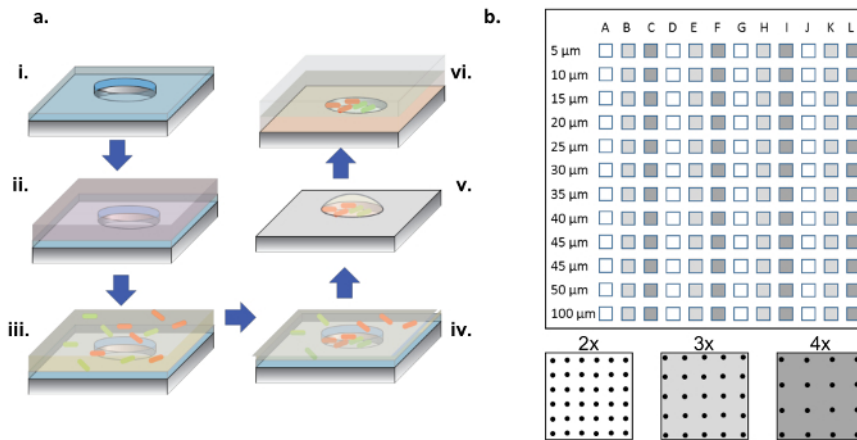 a.
i.
ii.
iii.
iv.
v.
vi.
b.
A B C D E F G H I J K L
5 µm
10 µm
15 µm
20 µm
25 µm
30 µm
35 µm
40 µm
45 µm
45 µm
50 µm
100 µm
2x 3x 4x